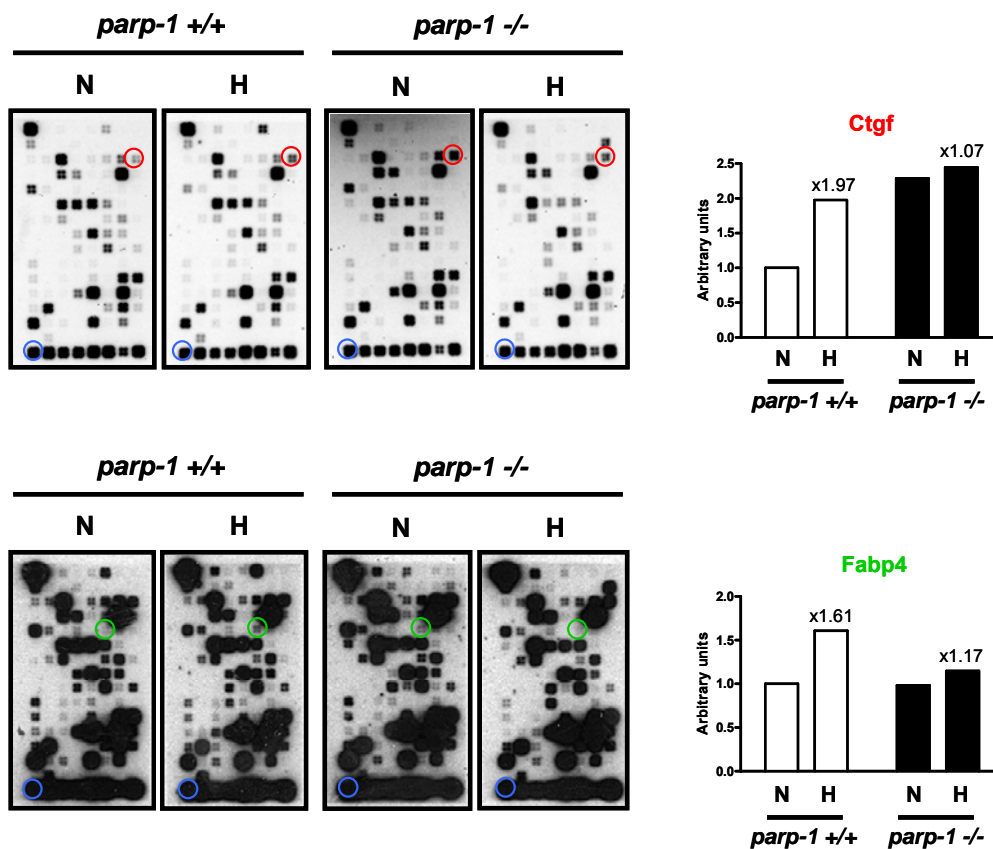 parp-1 +/+ parp-1 -/-
N H N H
Ctgf
Arbitrary units
2.5
2.0
1.5
1.0
0.5
0.0
x1.97
x1.07
N H N H
parp-1 +/+ parp-1 -/-
parp-1 +/+ parp-1 -/-
N H N H
Fabp4
Arbitrary units
2.0
1.5
1.0
0.5
0.0
x1.61
x1.17
N H N H
parp-1 +/+ parp-1 -/-